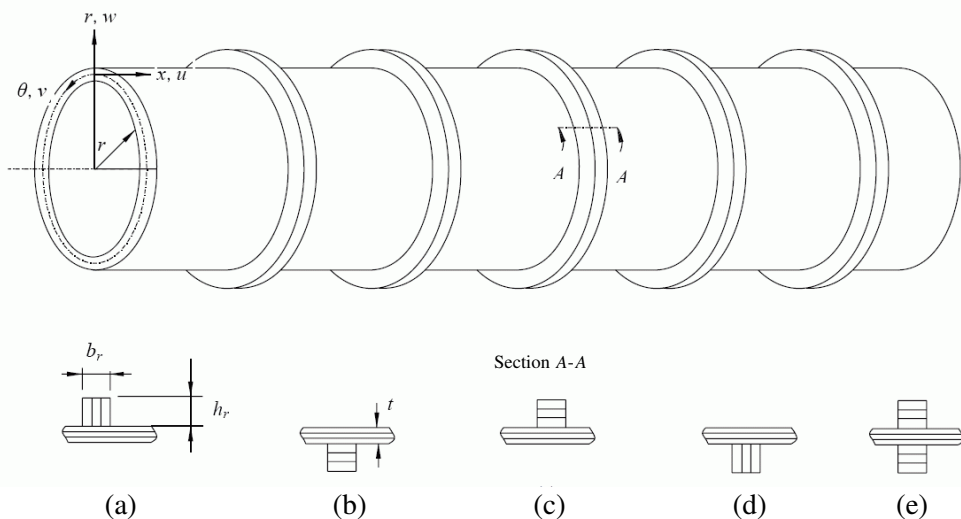 r, w
x, u
θ, v
r
A
A
Section A-A
b_r
h_r
t
(a)
(b)
(c)
(d)
(e)